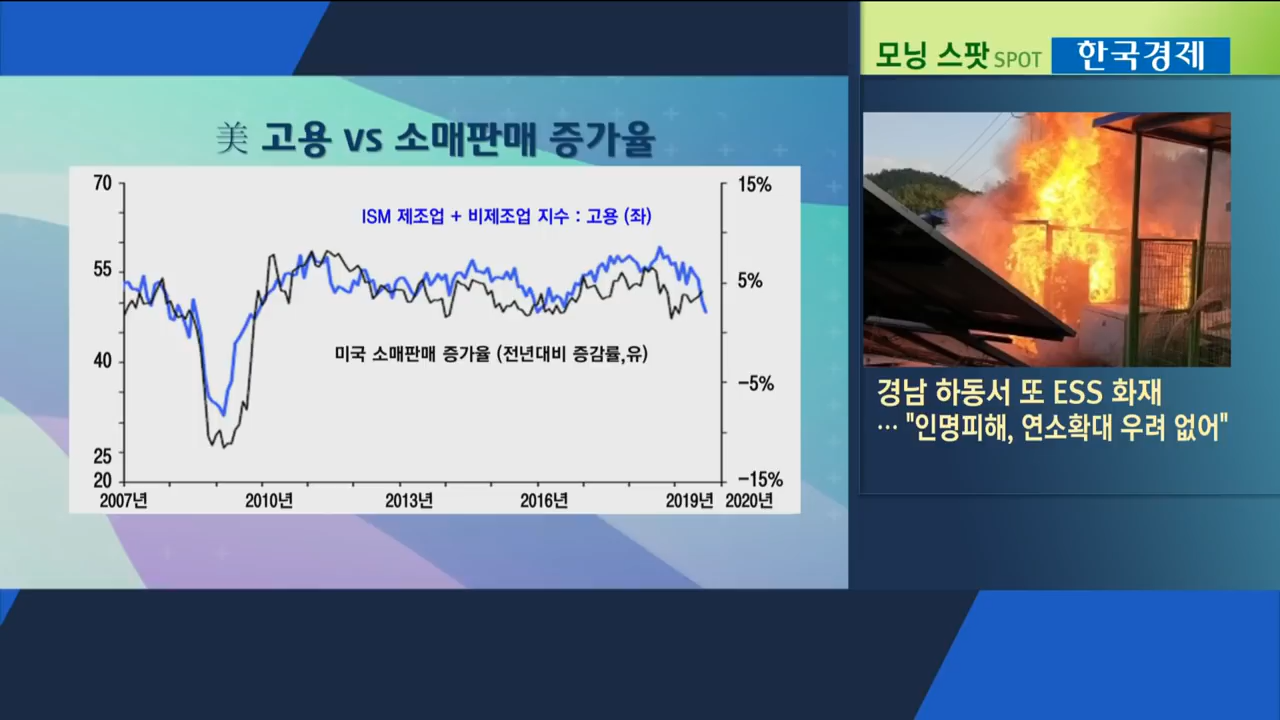 모닝 스팟 SPOT 한국경제
美 고용 vs 소매판매 증가율
70
55
40
25
20
15%
5%
−5%
−15%
ISM 제조업 + 비제조업 지수 : 고용 (좌)
미국 소매판매 증가율 (전년대비 증감률,유)
2007년 2010년 2013년 2016년 2019년 2020년
경남 하동서 또 ESS 화재
… "인명피해, 연소확대 우려 없어"